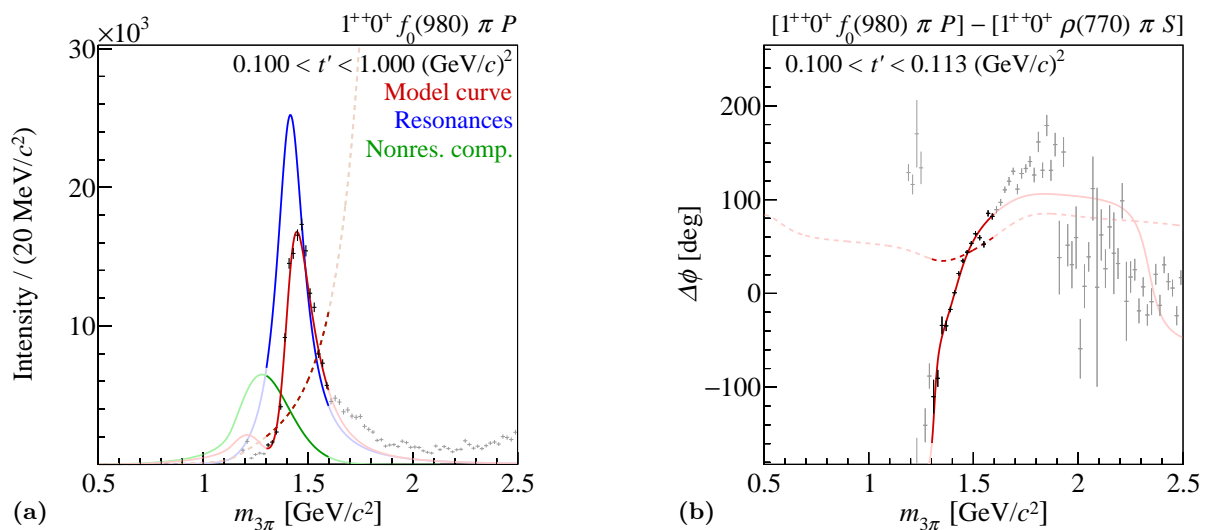 1⁺⁺0⁺ f₀(980) π P
×10³
30
20
10
Intensity / (20 MeV/c²)
0.100 < t′ < 1.000 (GeV/c)²
Model curve
Resonances
Nonres. comp.
0.5 1 1.5 2 2.5
m₃π [GeV/c²]
(a)
[1⁺⁺0⁺ f₀(980) π P] − [1⁺⁺0⁺ ρ(770) π S]
0.100 < t′ < 0.113 (GeV/c)²
200
100
0
−100
Δϕ [deg]
0.5 1 1.5 2 2.5
m₃π [GeV/c²]
(b)